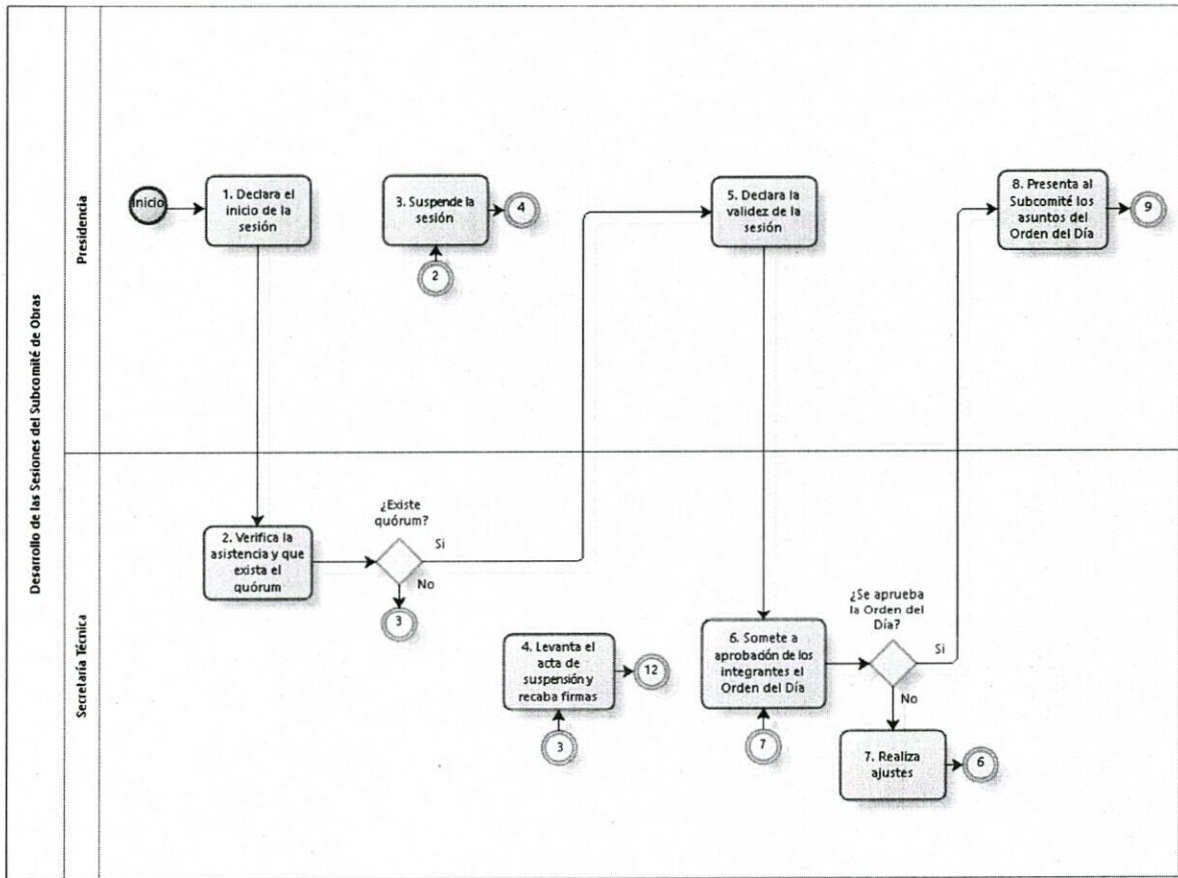 Desarrollo de las Sesiones del Subcomité de Obras
Presidencia
Inicio
1. Declara el
inicio de la
sesión
3. Suspende la
sesión
4
2
5. Declara la
validez de la
sesión
8. Presenta al
Subcomité los
asuntos del
Orden del Día
9
Secretaría Técnica
2. Verifica la
asistencia y que
exista el
quórum
¿Existe
quórum?
Si
No
3
4. Levanta el
acta de
suspensión y
recaba firmas
12
3
6. Somete a
aprobación de los
integrantes el
Orden del Día
7
¿Se aprueba
la Orden del
Día?
Si
No
7. Realiza
ajustes
6